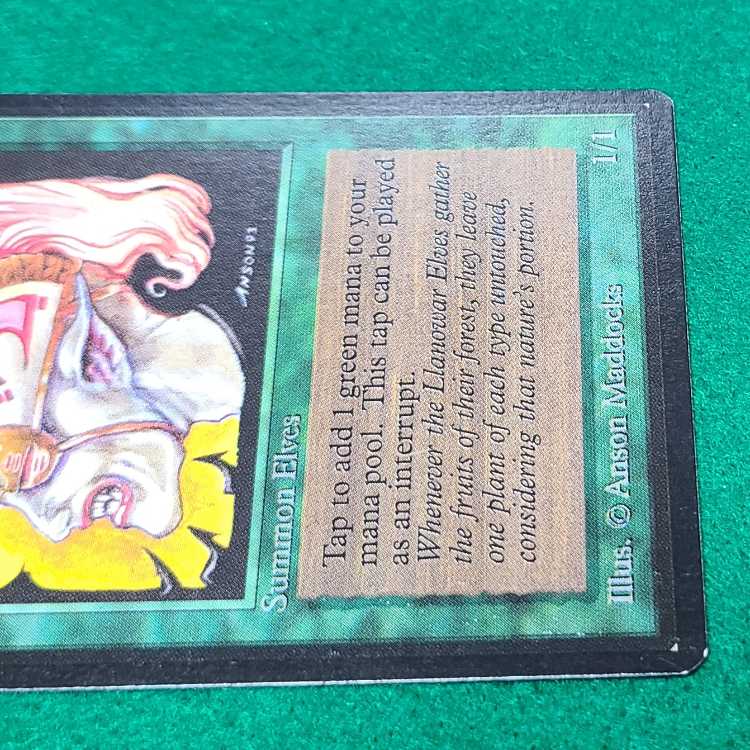 ANSON93
Summon Elves
Tap to add 1 green mana to your
mana pool. This tap can be played
as an interrupt.
Whenever the Llanowar Elves gather
the fruits of their forest, they leave
one plant of each type untouched,
considering that nature's portion.
Illus. © Anson Maddocks
1/1